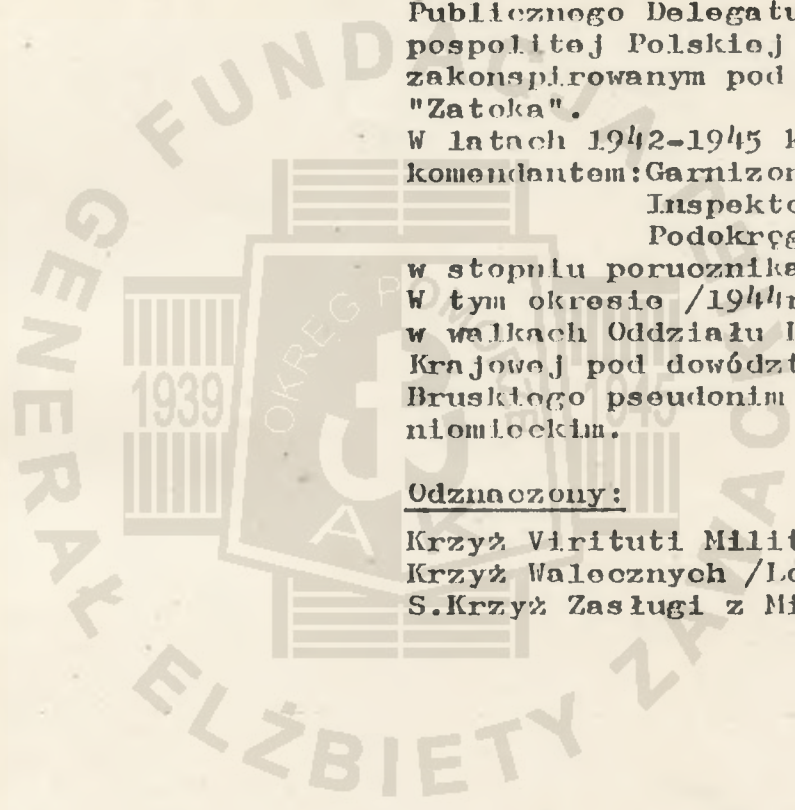 Publicznego Delegatu
pospolitej Polskiej
zakonspirowanym pod
"Zatoka".
W latach 1942-1945
komendantem:Garnizon
Inspekto
Podokręg
w stopniu porucznika
W tym okresie /1944r
w walkach Oddziału
Krajowej pod dowództ
Bruskiego pseudonim
niemieckim.
Odznaczony:
Krzyż Virituti Milit
Krzyż Walecznych /Lo
S.Krzyż Zasługi z Mi
FUNDACJA
GENERAŁ ELŻBIETY ZAWACKIEJ
1939
1945
OKRĘG POMORZE
AK